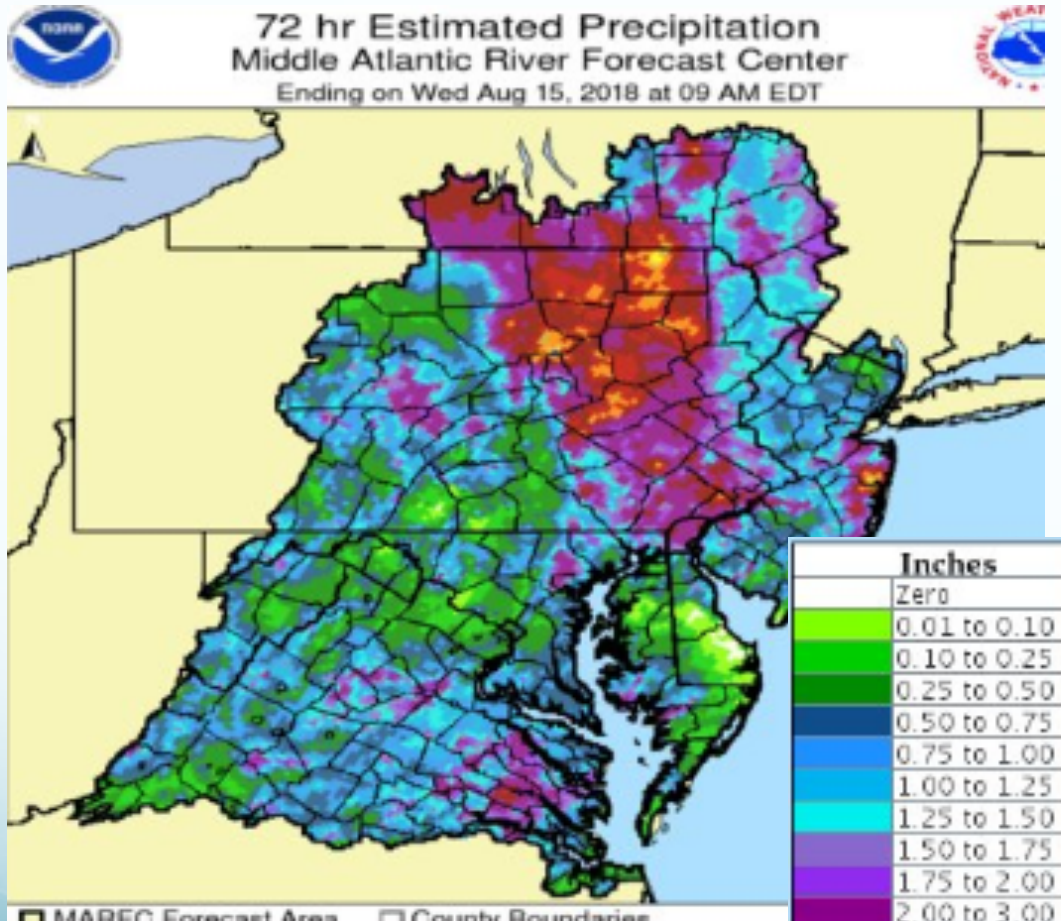 noaa
72 hr Estimated Precipitation
NATIONAL WEA
Middle Atlantic River Forecast Center
Ending on Wed Aug 15, 2018 at 09 AM EDT
Inches
Zero
0.01 to 0.10
0.10 to 0.25
0.25 to 0.50
0.50 to 0.75
0.75 to 1.00
1.00 to 1.25
1.25 to 1.50
1.50 to 1.75
1.75 to 2.00
2.00 to 3.00
MARFC Forecast Area County Boundaries